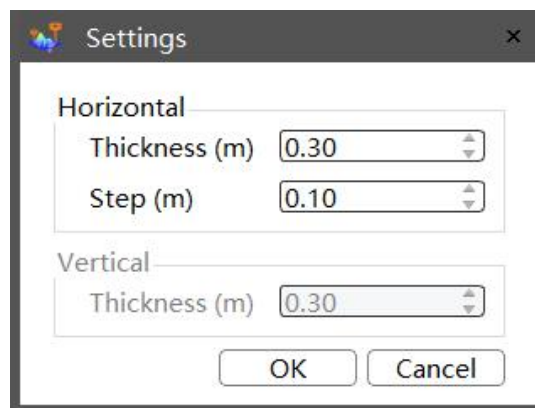 Settings
Horizontal
Thickness (m) 0.30
Step (m) 0.10
Vertical
Thickness (m) 0.30
OK Cancel